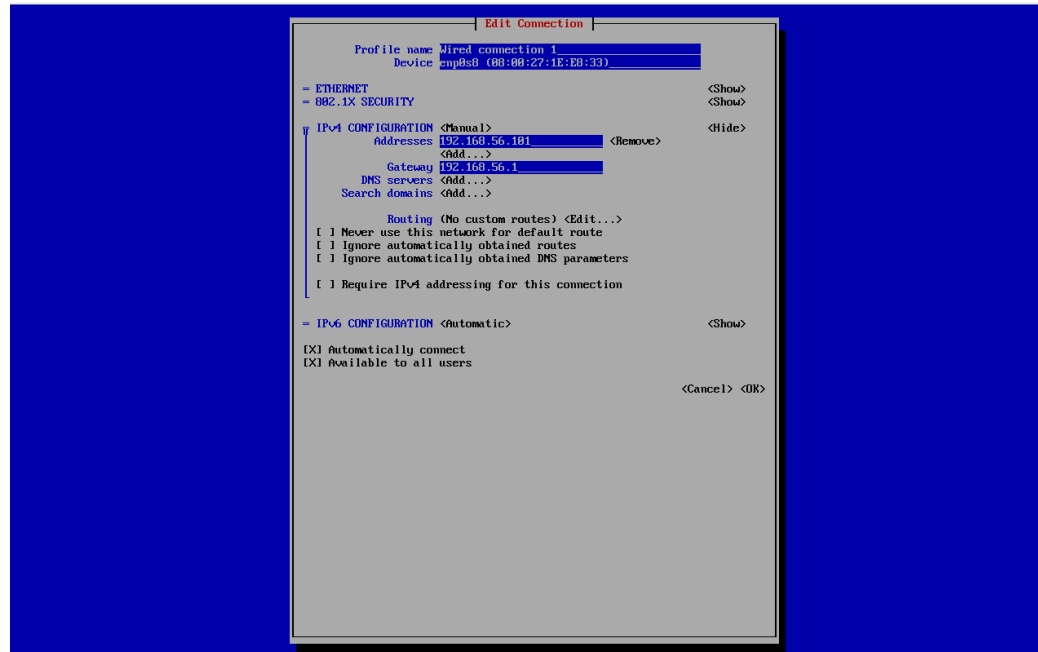 Edit Connection
Profile name Wired connection 1
Device enp0s8 (08:00:27:1E:E8:33)
= ETHERNET <Show>
= 802.1X SECURITY <Show>
IPv4 CONFIGURATION <Manual> <Hide>
Addresses 192.168.56.101 <Remove>
<Add...>
Gateway 192.168.56.1
DNS servers <Add...>
Search domains <Add...>
Routing (No custom routes) <Edit...>
[ ] Never use this network for default route
[ ] Ignore automatically obtained routes
[ ] Ignore automatically obtained DNS parameters
[ ] Require IPv4 addressing for this connection
= IPv6 CONFIGURATION <Automatic> <Show>
[X] Automatically connect
[X] Available to all users
<Cancel> <OK>